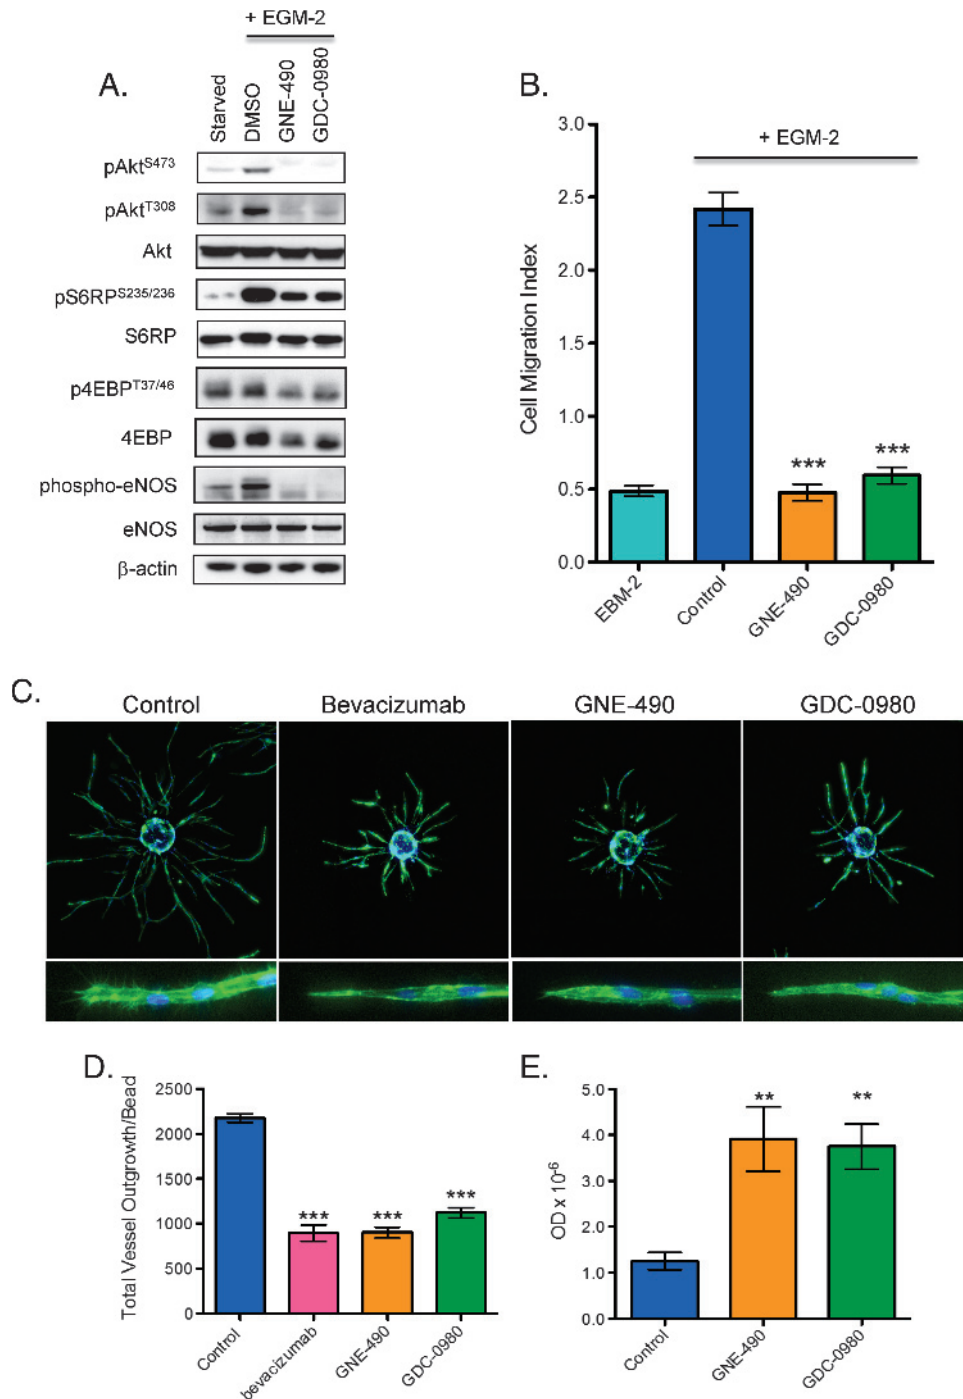 + EGM-2
A.
Starved
DMSO
GNE-490
GDC-0980
pAktS473
pAktT308
Akt
pS6RPS235/236
S6RP
p4EBPT37/46
4EBP
phospho-eNOS
eNOS
β-actin
B.
+ EGM-2
Cell Migration Index
3.0
2.5
2.0
1.5
1.0
0.5
0.0
***
***
EBM-2
Control
GNE-490
GDC-0980
C.
Control
Bevacizumab
GNE-490
GDC-0980
D.
Total Vessel Outgrowth/Bead
2500
2000
1500
1000
500
0
***
***
***
Control
bevacizumab
GNE-490
GDC-0980
E.
OD x 10-6
5.0
4.0
3.0
2.0
1.0
0.0
**
**
Control
GNE-490
GDC-0980